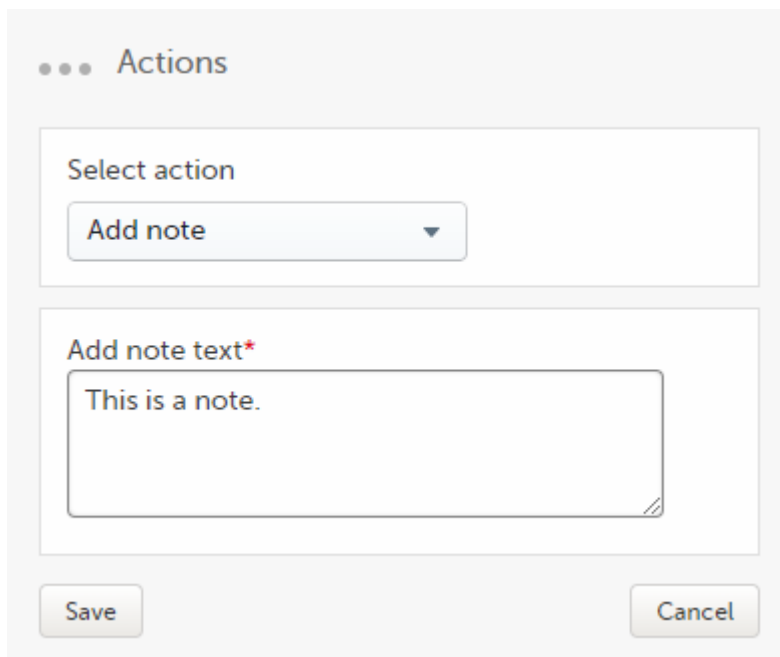 Actions
Select action
Add note
Add note text*
This is a note.
Save
Cancel